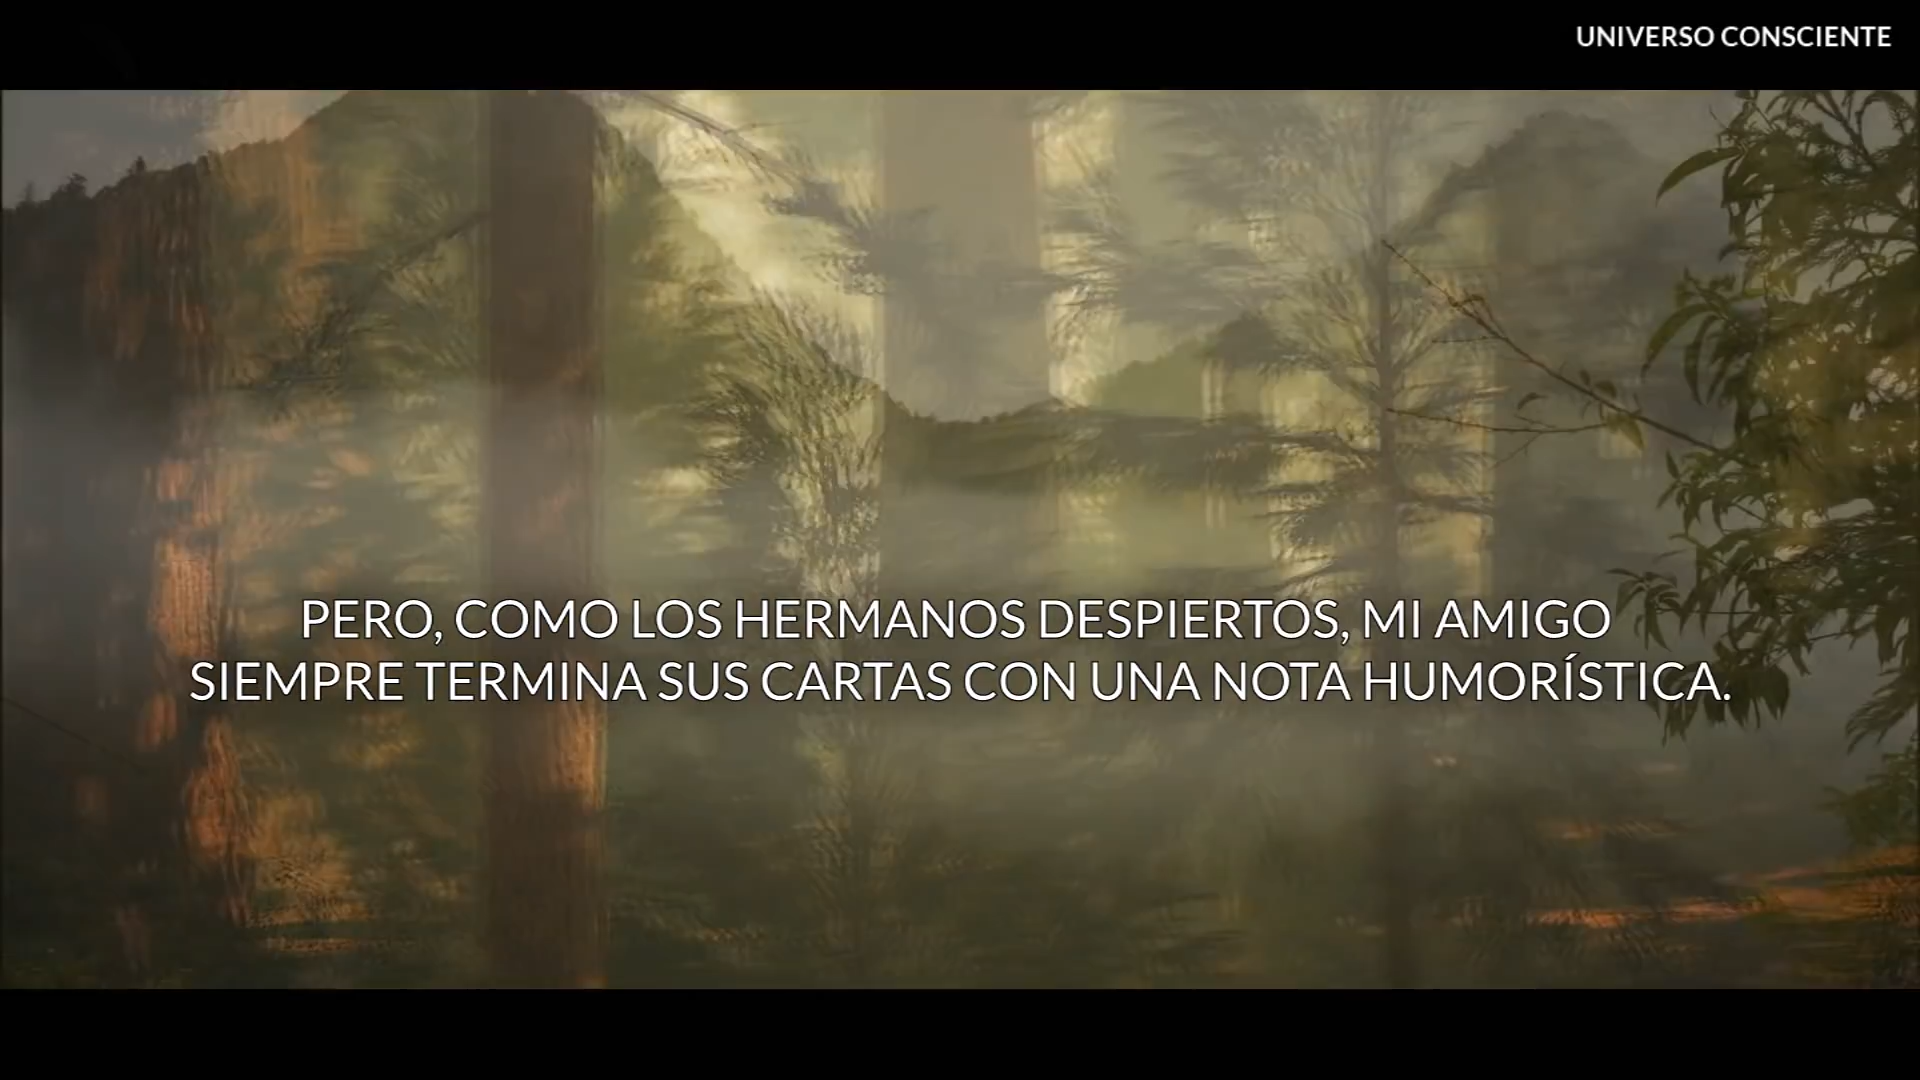 UNIVERSO CONSCIENTE
PERO, COMO LOS HERMANOS DESPIERTOS, MI AMIGO
SIEMPRE TERMINA SUS CARTAS CON UNA NOTA HUMORÍSTICA.